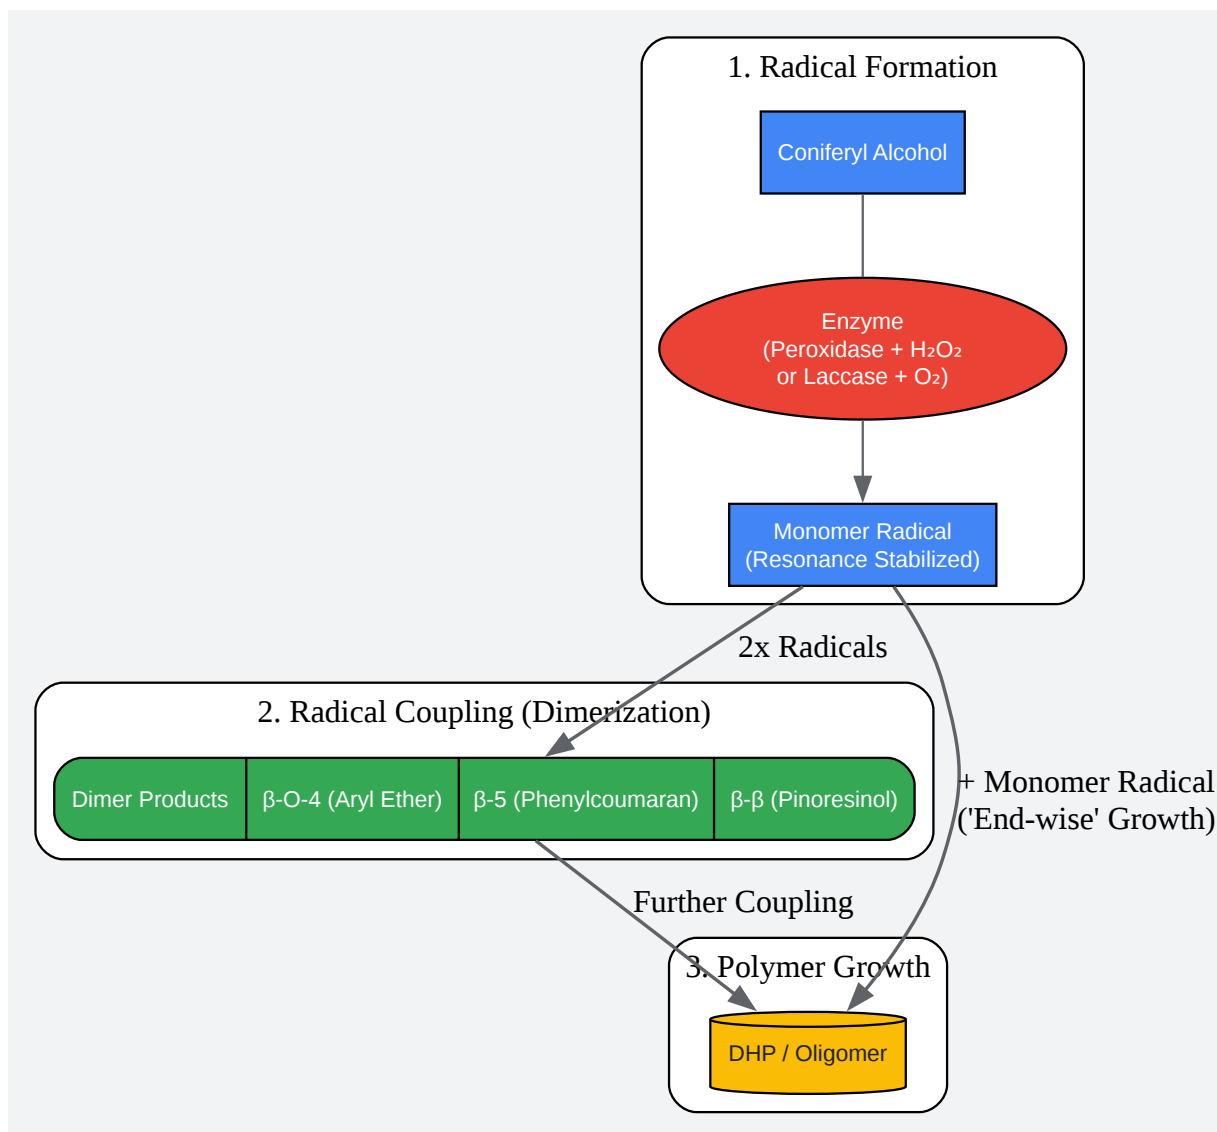 1. Radical Formation
Coniferyl Alcohol
Enzyme
(Peroxidase + H₂O₂
or Laccase + O₂)
Monomer Radical
(Resonance Stabilized)
2x Radicals
2. Radical Coupling (Dimerization)
Dimer Products
β-O-4 (Aryl Ether)
β-5 (Phenylcoumaran)
β-β (Pinoresinol)
+ Monomer Radical
('End-wise' Growth)
Further Coupling
3. Polymer Growth
DHP / Oligomer